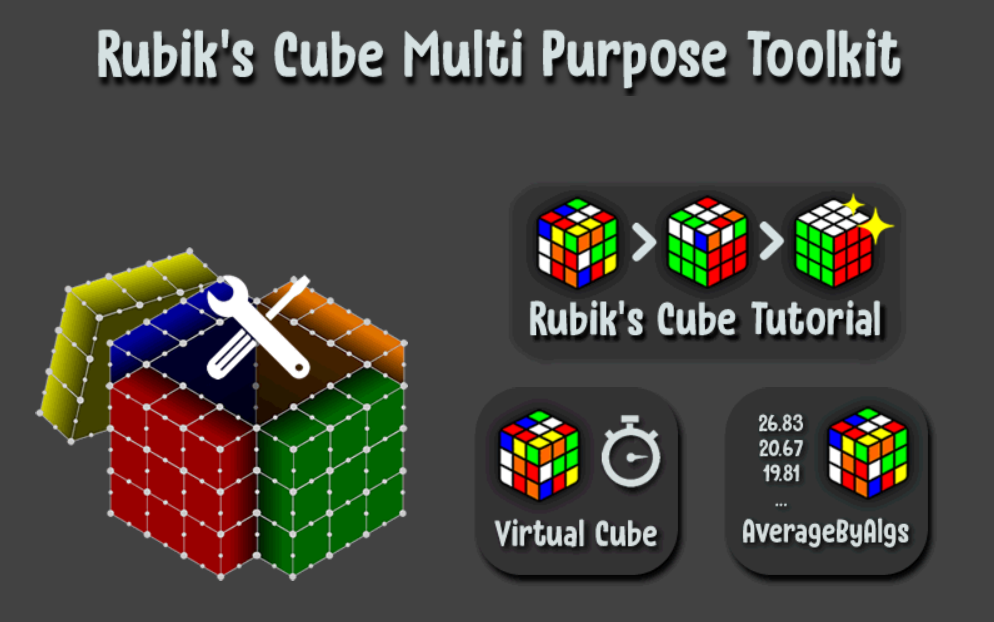 Rubik's Cube Multi Purpose Toolkit
Rubik's Cube Tutorial
Virtual Cube
26.83
20.67
19.81
...
AverageByAlgs